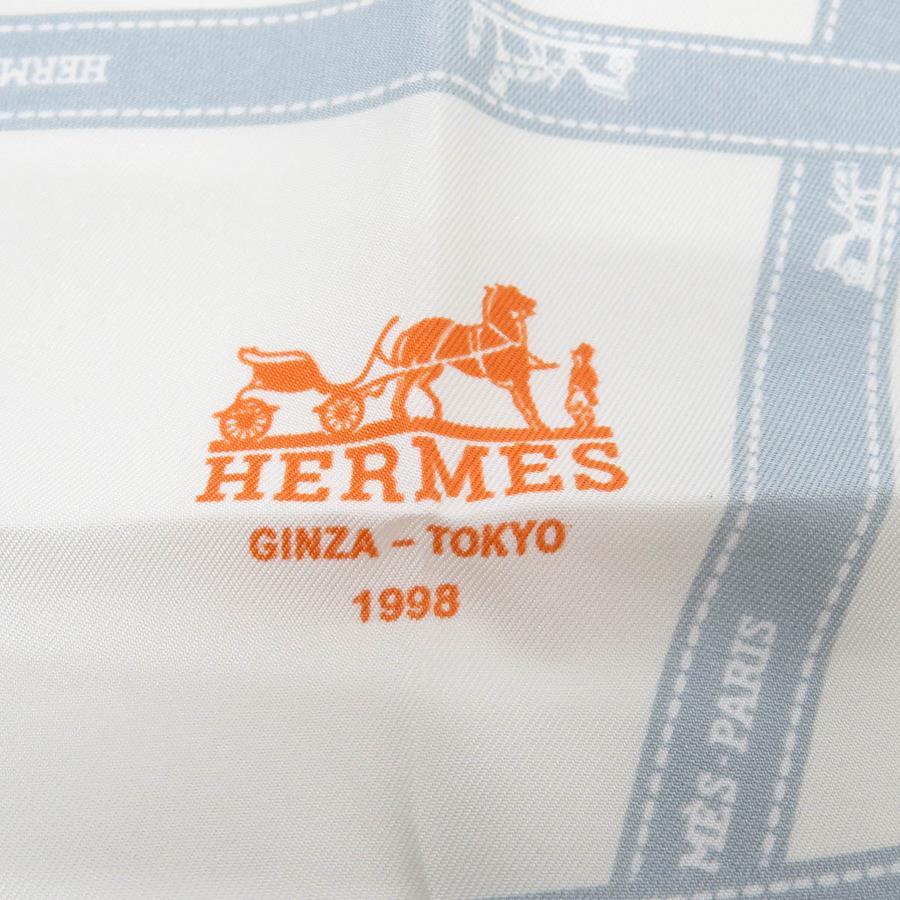 HERM
HERMES
GINZA – TOKYO
1998
MÈS-PARIS